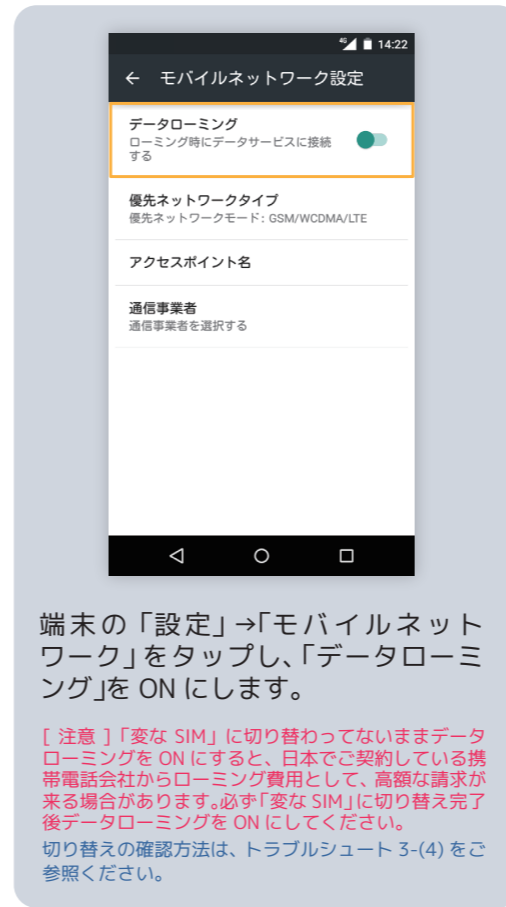 4G 14:22
← モバイルネットワーク設定
データローミング
ローミング時にデータサービスに接続
する
優先ネットワークタイプ
優先ネットワークモード: GSM/WCDMA/LTE
アクセスポイント名
通信事業者
通信事業者を選択する
端末の「設定」→「モバイルネット
ワーク」をタップし、「データローミ
ング」を ON にします。
[ 注意 ]「変な SIM」に切り替わってないままデータ
ローミングを ON にすると、日本でご契約している携
帯電話会社からローミング費用として、高額な請求が
来る場合があります。必ず「変な SIM」に切り替え完了
後データローミングを ON にしてください。
切り替えの確認方法は、トラブルシュート 3-(4) をご
参照ください。